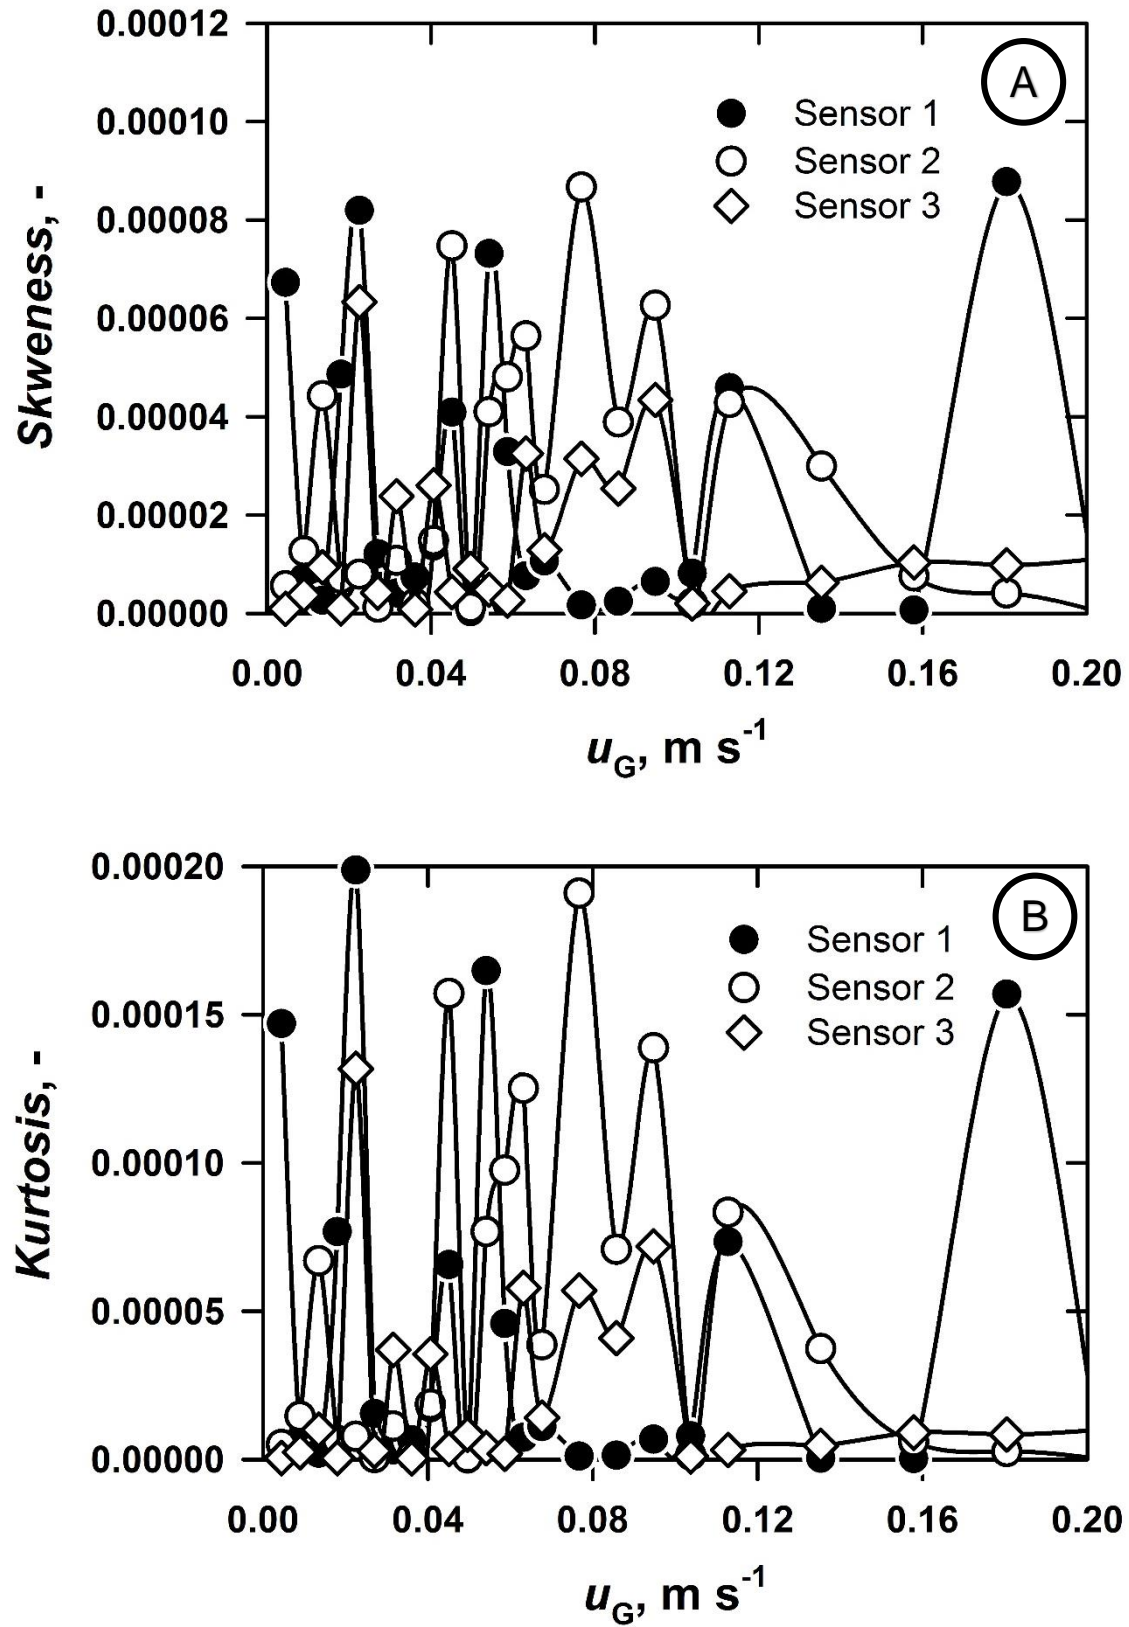 0.00012
A
0.00010
Sensor 1
Sensor 2
0.00008
Sensor 3
Skweness, -
0.00006
0.00004
0.00002
0.00000
0.00 0.04 0.08 0.12 0.16 0.20
uG, m s-1
0.00020
B
Sensor 1
Sensor 2
0.00015
Sensor 3
Kurtosis, -
0.00010
0.00005
0.00000
0.00 0.04 0.08 0.12 0.16 0.20
uG, m s-1